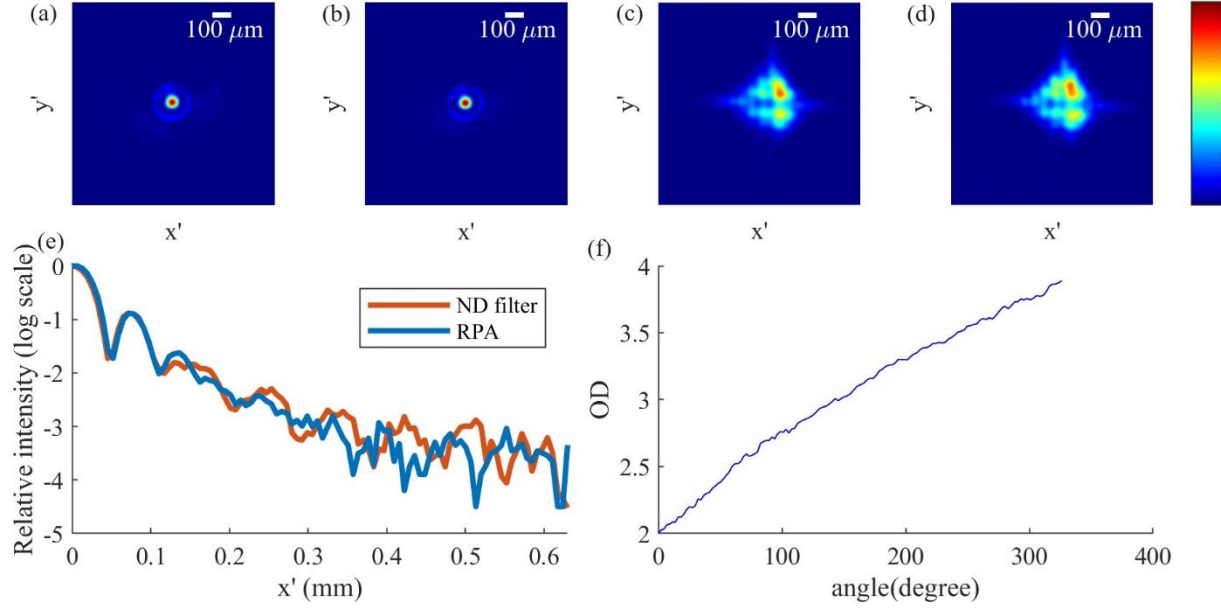 (a)
100 μm
y'
x'
(b)
100 μm
y'
x'
(c)
100 μm
y'
x'
(d)
100 μm
y'
x'
(e)
Relative intensity (log scale)
0
-1
-2
-3
-4
-5
ND filter
RPA
0
0.1
0.2
0.3
0.4
0.5
0.6
x' (mm)
(f)
OD
4
3.5
3
2.5
2
0
100
200
300
400
angle(degree)